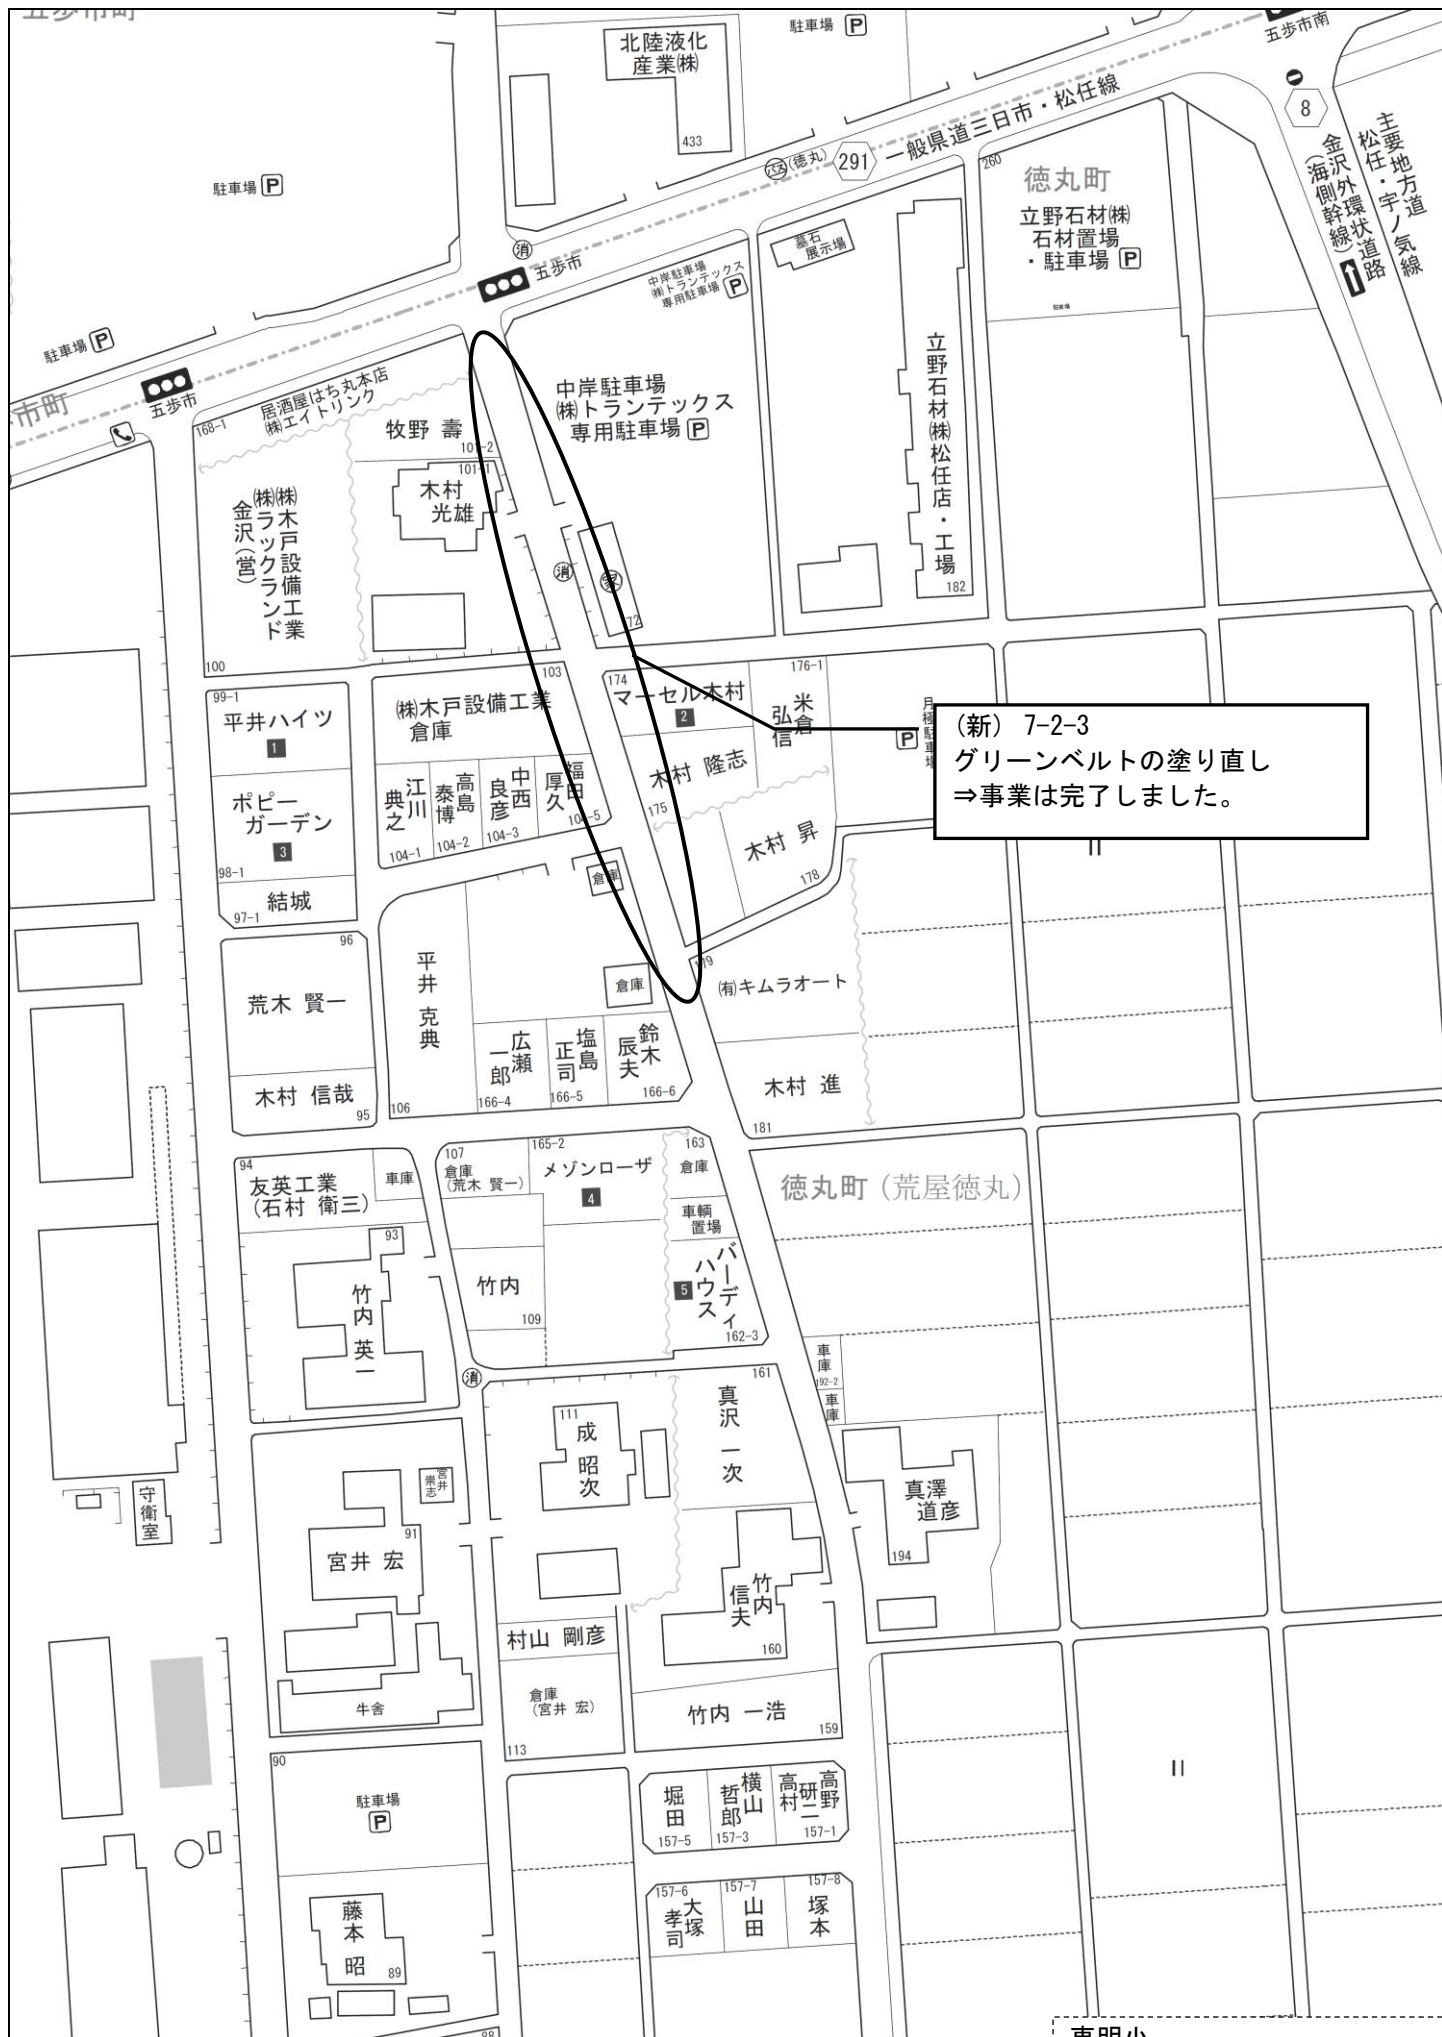 五歩市町
北陸液化
産業㈱
433
駐車場 P
五歩市南
8
主要地方道
松任・宇ノ気線
金沢外環状道路
(海側幹線)
駐車場 P
バス (徳丸)
291
一般県道三日市・松任線
260
徳丸町
立野石材㈱
石材置場
・駐車場 P
駐車場
墓石
展示場
消
五歩市
中岸駐車場
㈱トランテックス
専用駐車場 P
駐車場 P
市町
五歩市
168-1
居酒屋はち丸本店
㈱エイトリンク
牧野 壽
101-2
101-1
木村
光雄
中岸駐車場
㈱トランテックス
専用駐車場 P
立野石材㈱松任店・工場
182
㈱木戸設備工業
㈱ラックランド
金沢(営)
100
消
家
72
99-1
平井ハイツ
1
103
㈱木戸設備工業
倉庫
174
マーセル木村
2
176-1
米倉
弘信
月極駐車場
P
(新) 7-2-3
グリーンベルトの塗り直し
⇒事業は完了しました。
木村 隆志
175
ポピー
ガーデン
3
98-1
江川
典之
104-1
高島
泰博
104-2
中西
良彦
104-3
福田
厚久
104-5
木村 昇
178
結城
97-1
倉庫
96
荒木 賢一
平井 克典
倉庫
179
㈲キムラオート
木村 信哉
95
106
広瀬
一郎
166-4
塩島
正司
166-5
鈴木
辰夫
166-6
木村 進
181
94
友英工業
(石村 衛三)
車庫
107
倉庫
(荒木 賢一)
165-2
メゾンローザ
4
163
倉庫
車輌
置場
徳丸町 (荒屋徳丸)
93
竹内 英一
竹内
109
バーディ
ハウス
5
162-3
消
車庫
192-2
車庫
161
真沢 一次
111
成 昭次
宮井
崇志
守衛室
91
宮井 宏
真澤
道彦
194
竹内
信夫
160
村山 剛彦
倉庫
(宮井 宏)
113
牛舎
竹内 一浩
159
90
駐車場
P
堀田
157-5
横山
哲郎
157-3
高野
研二
高村
157-1
157-6
大塚
孝司
157-7
山田
157-8
塚本
藤本 昭
89
88